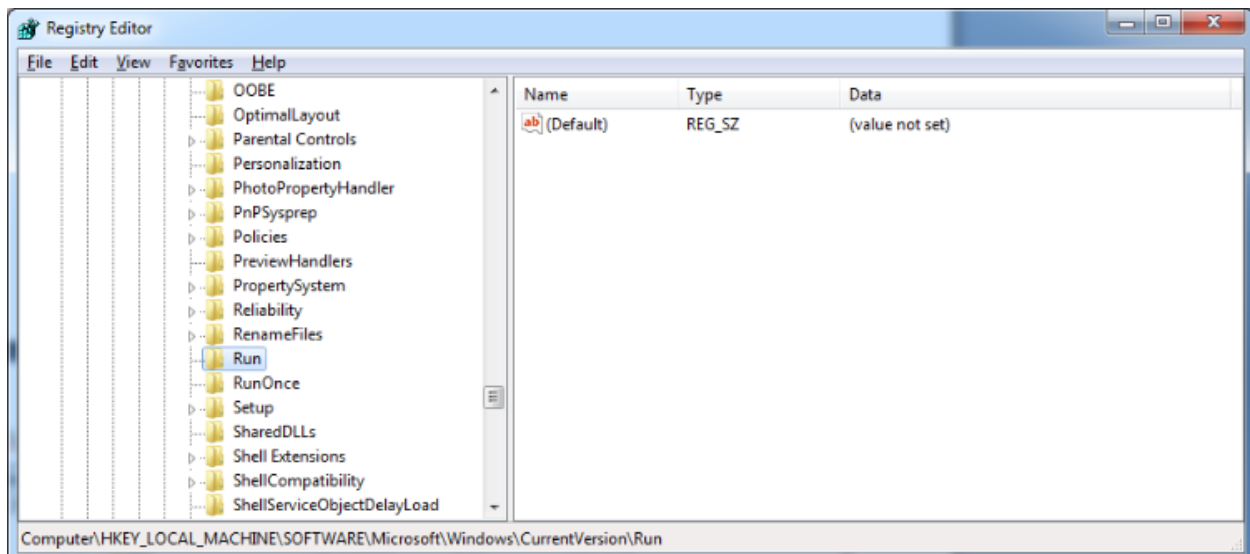 Registry Editor
File Edit View Favorites Help
OOBE
OptimalLayout
Parental Controls
Personalization
PhotoPropertyHandler
PnPSysprep
Policies
PreviewHandlers
PropertySystem
Reliability
RenameFiles
Run
RunOnce
Setup
SharedDLLs
Shell Extensions
ShellCompatibility
ShellServiceObjectDelayLoad
Name Type Data
ab (Default) REG_SZ (value not set)
Computer\HKEY_LOCAL_MACHINE\SOFTWARE\Microsoft\Windows\CurrentVersion\Run